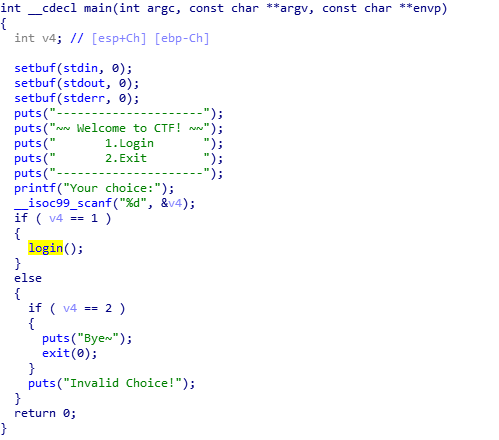 int __cdecl main(int argc, const char **argv, const char **envp)
{
  int v4; // [esp+Ch] [ebp-Ch]

  setbuf(stdin, 0);
  setbuf(stdout, 0);
  setbuf(stderr, 0);
  puts("---------------------");
  puts("~~ Welcome to CTF! ~~");
  puts("       1.Login       ");
  puts("       2.Exit        ");
  puts("---------------------");
  printf("Your choice:");
  __isoc99_scanf("%d", &v4);
  if ( v4 == 1 )
  {
    login();
  }
  else
  {
    if ( v4 == 2 )
    {
      puts("Bye~");
      exit(0);
    }
    puts("Invalid Choice!");
  }
  return 0;
}